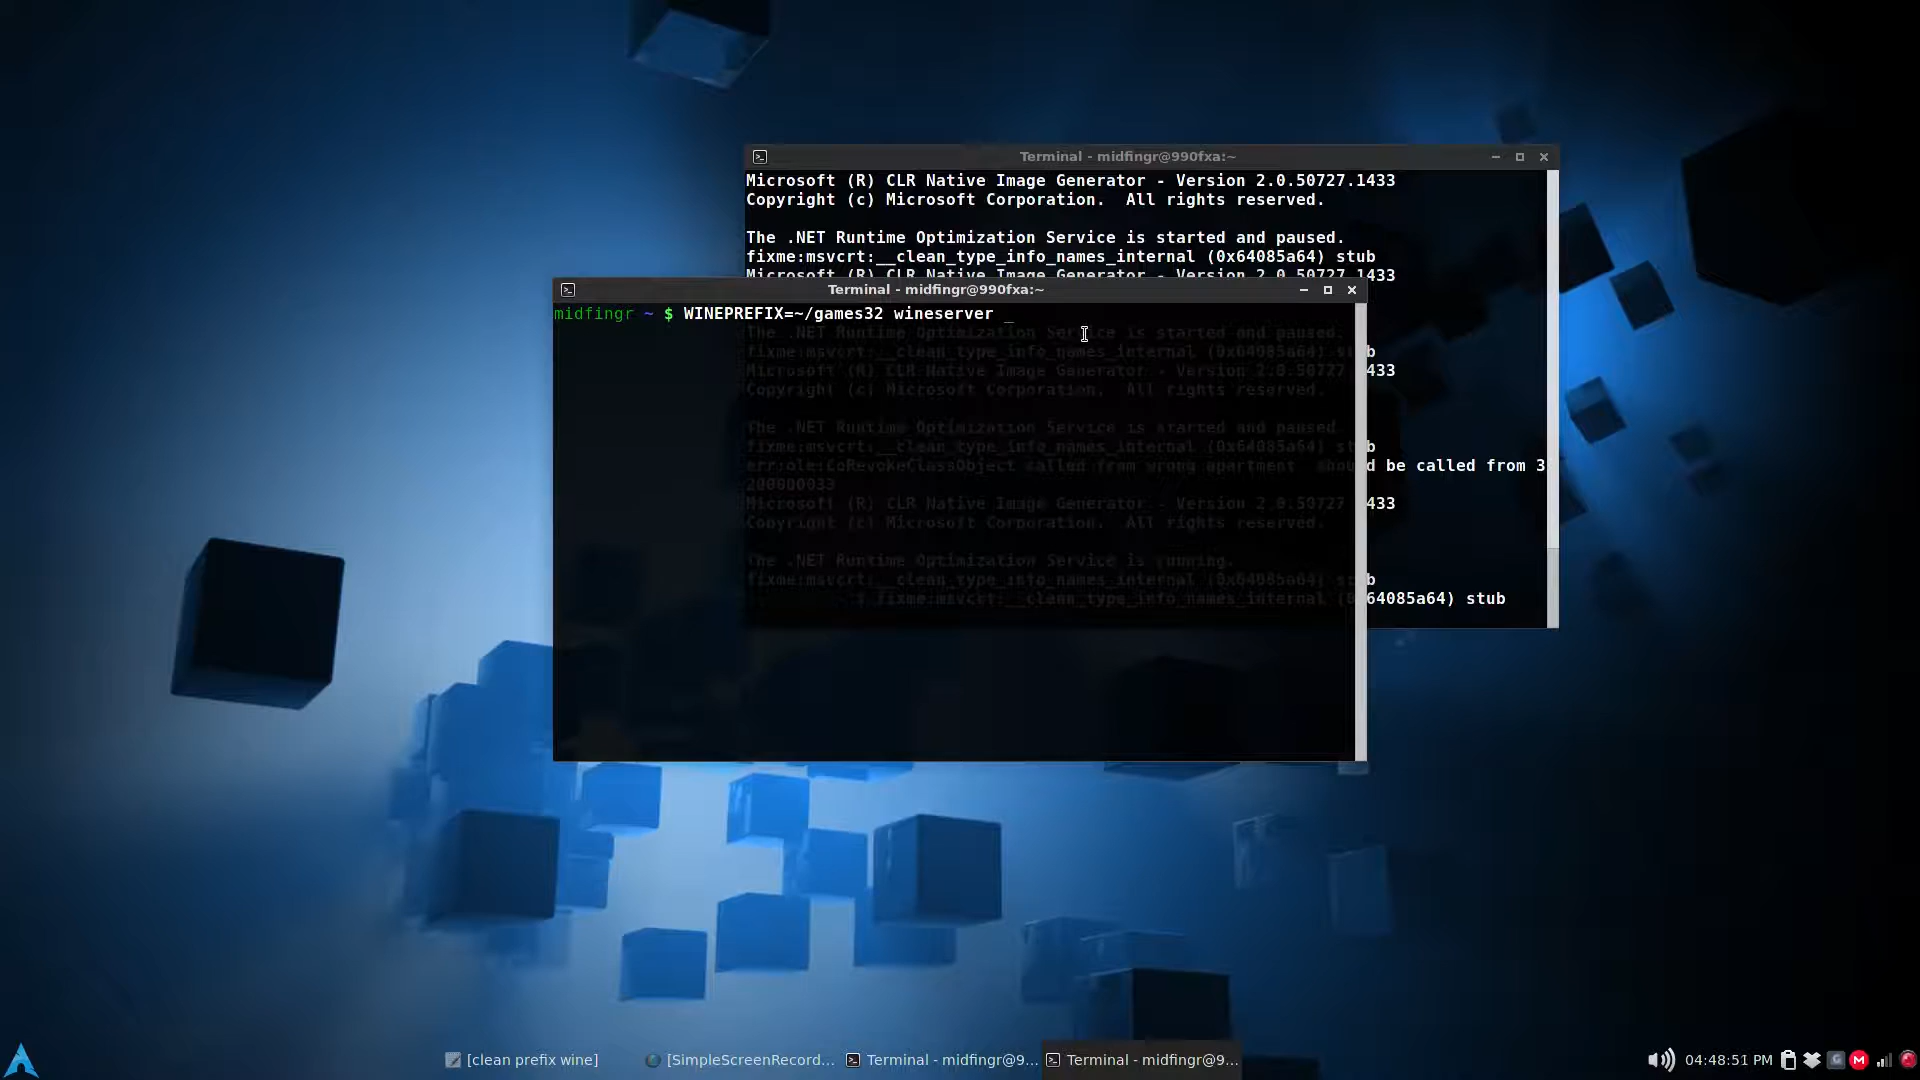 Terminal - midfingr@990fxa:~
Microsoft (R) CLR Native Image Generator - Version 2.0.50727.1433
Copyright (c) Microsoft Corporation.  All rights reserved.
The .NET Runtime Optimization Service is started and paused.
fixme:msvcrt:__clean_type_info_names_internal (0x64085a64) stub
Microsoft (R) CLR Native Image Generator - Version 2.0.50727.1433
Terminal - midfingr@990fxa:~
midfingr ~ $ WINEPREFIX=~/games32 wineserver _
The .NET Runtime Optimization Service is started and paused.
fixme:msvcrt:__clean_type_info_names_internal (0x64085a64) stub
Microsoft (R) CLR Native Image Generator - Version 2.0.50727.1433
Copyright (c) Microsoft Corporation.  All rights reserved.
The .NET Runtime Optimization Service is started and paused.
fixme:msvcrt:__clean_type_info_names_internal (0x64085a64) stub
err:ole:CoRevokeClassObject called from wrong apartment, should be called from 3
200000033
Microsoft (R) CLR Native Image Generator - Version 2.0.50727.1433
Copyright (c) Microsoft Corporation.  All rights reserved.
The .NET Runtime Optimization Service is running.
fixme:msvcrt:__clean_type_info_names_internal (0x64085a64) stub
fixme:msvcrt:__clean_type_info_names_internal (0x64085a64) stub
[clean prefix wine]
[SimpleScreenRecord...
Terminal - midfingr@9...
Terminal - midfingr@9...
04:48:51 PM